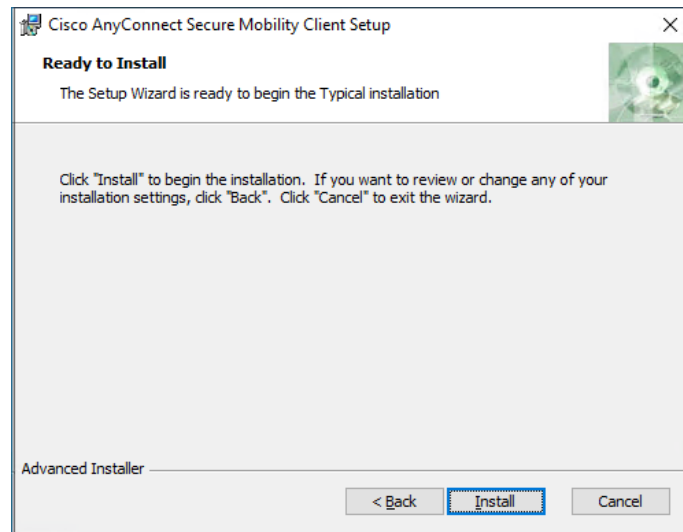 Cisco AnyConnect Secure Mobility Client Setup
Ready to Install
The Setup Wizard is ready to begin the Typical installation
Click "Install" to begin the installation.  If you want to review or change any of your
installation settings, click "Back".  Click "Cancel" to exit the wizard.
Advanced Installer
< Back Install Cancel